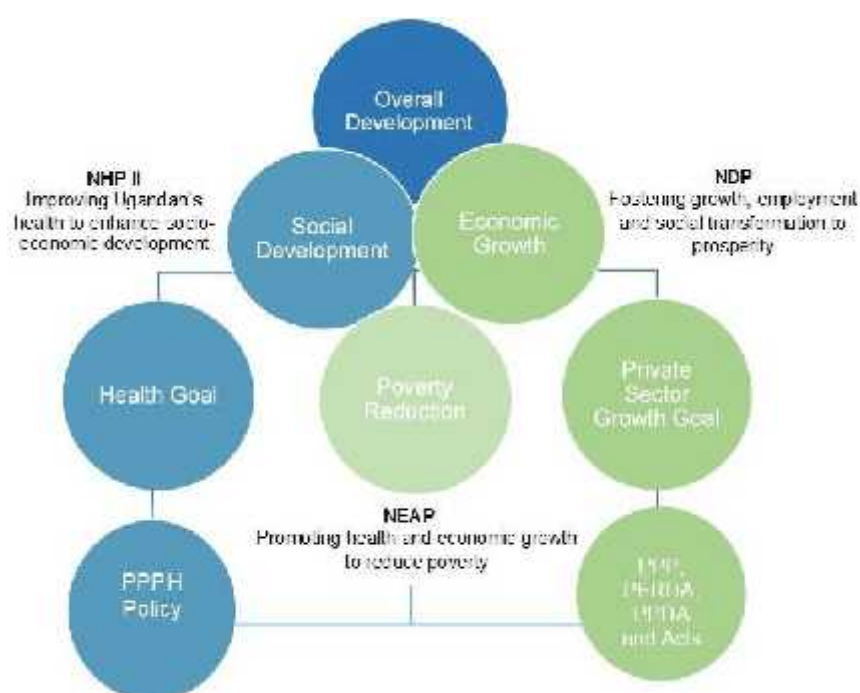 Overall
Development
NHP II
Improving Ugandan's
health to enhance socio-
economic development
Social
Development
Economic
Growth
NDP
Fostering growth, employment
and social transformation to
prosperity
Health Goal
Poverty
Reduction
Private
Sector
Growth Goal
NEAP
Promoting health and economic growth
to reduce poverty
PPPH
Policy
PPP,
PERDA
PPDA
and Acts